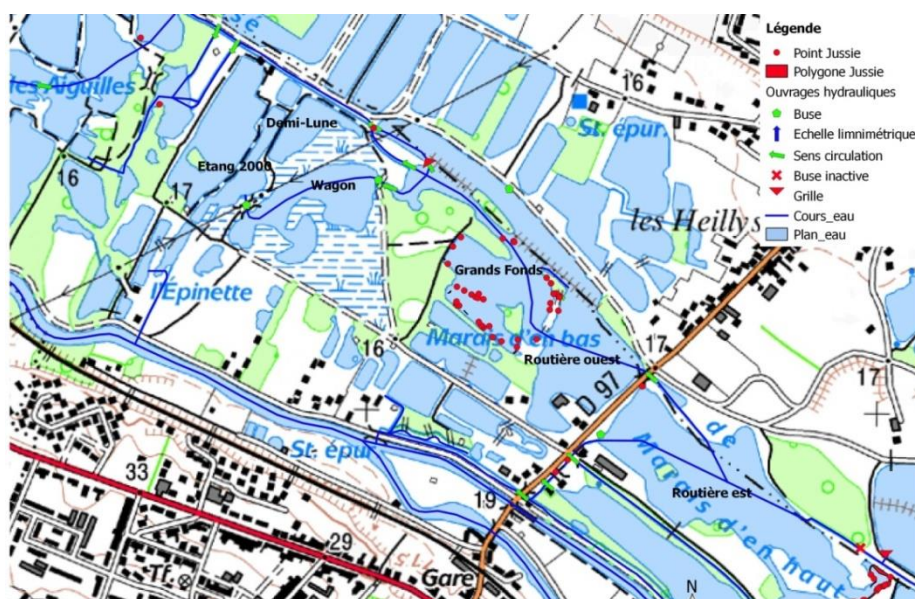 Légende
Point Jussie
Polygone Jussie
Ouvrages hydrauliques
Buse
Echelle limnimétrique
Sens circulation
Buse inactive
Grille
Cours_eau
Plan_eau
les Aiguilles
Demi-Lune
Etang 2000
Wagon
16
St. épur.
16
17
les Heillys
Grands Fonds
l'Épinette
Marais d'en bas
16
Routière ouest
17
D 97
17
de
Marais d'en haut
St. épur
33
19
Routière est
29
Gare
Tf.
N